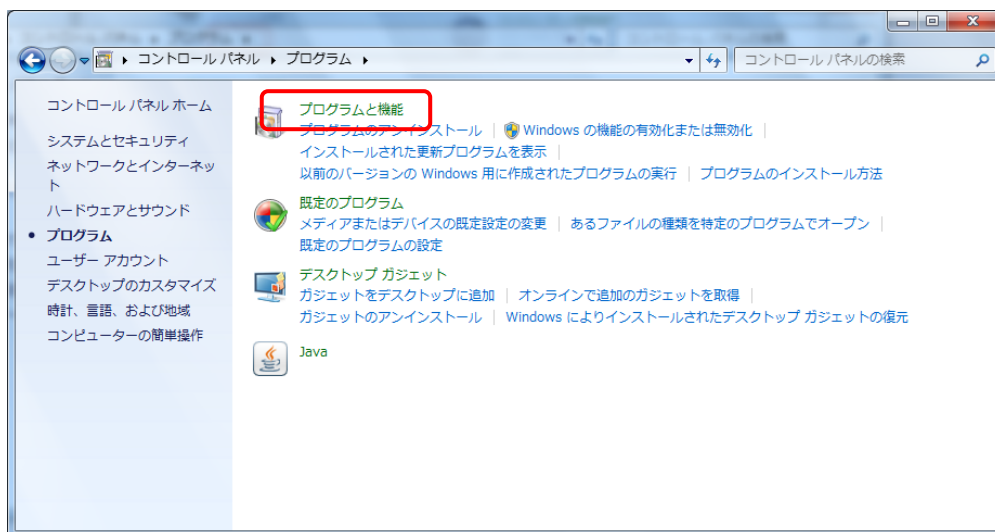 コントロール パネル ▸ プログラム ▸
コントロール パネルの検索
コントロール パネル ホーム
システムとセキュリティ
ネットワークとインターネッ
ト
ハードウェアとサウンド
プログラム
ユーザー アカウント
デスクトップのカスタマイズ
時計、言語、および地域
コンピューターの簡単操作
プログラムと機能
プログラムのアンインストール | Windows の機能の有効化または無効化 |
インストールされた更新プログラムを表示 |
以前のバージョンの Windows 用に作成されたプログラムの実行 | プログラムのインストール方法
既定のプログラム
メディアまたはデバイスの既定設定の変更 | あるファイルの種類を特定のプログラムでオープン |
既定のプログラムの設定
デスクトップ ガジェット
ガジェットをデスクトップに追加 | オンラインで追加のガジェットを取得 |
ガジェットのアンインストール | Windows によりインストールされたデスクトップ ガジェットの復元
Java